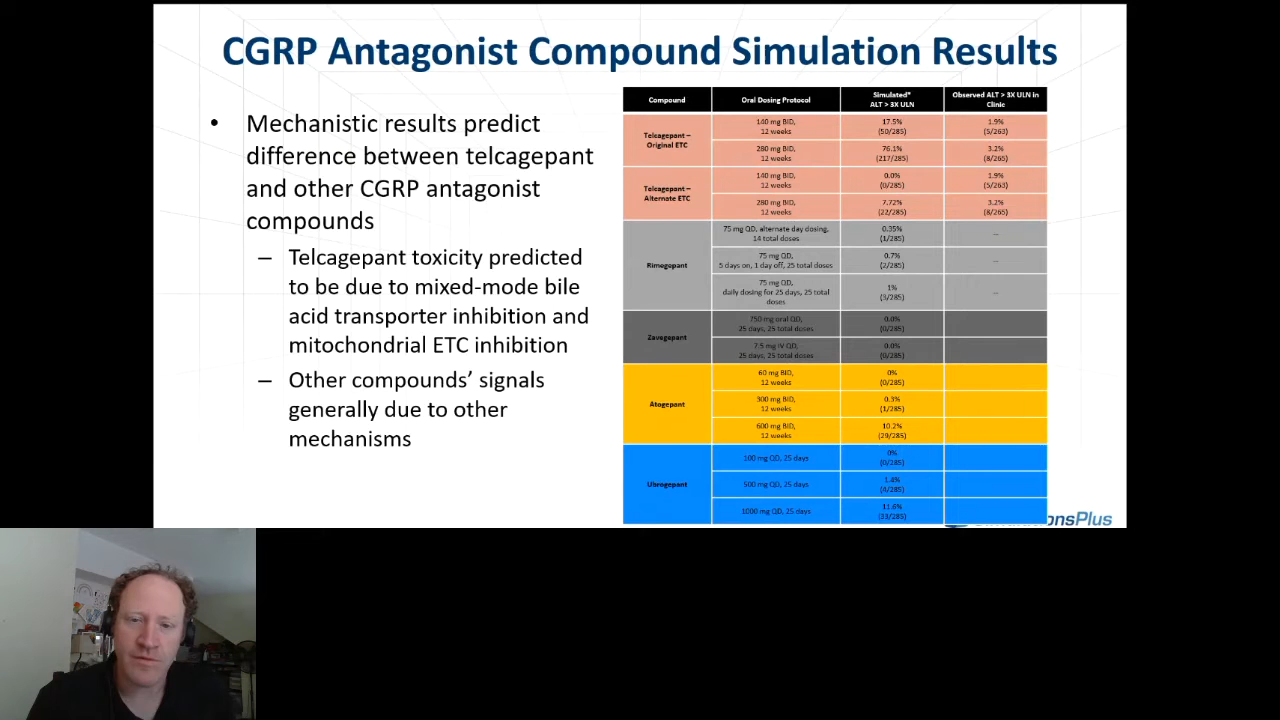 CGRP Antagonist Compound Simulation Results
• Mechanistic results predict
difference between telcagepant
and other CGRP antagonist
compounds
– Telcagepant toxicity predicted
to be due to mixed-mode bile
acid transporter inhibition and
mitochondrial ETC inhibition
– Other compounds’ signals
generally due to other
mechanisms
Compound
Oral Dosing Protocol
Simulated*
ALT > 3X ULN
Observed ALT > 3X ULN in
Clinic
Telcagepant –
Original ETC
140 mg BID,
12 weeks
17.5%
(50/285)
1.9%
(5/263)
280 mg BID,
12 weeks
76.1%
(217/285)
3.2%
(8/265)
Telcagepant –
Alternate ETC
140 mg BID,
12 weeks
0.0%
(0/285)
1.9%
(5/263)
280 mg BID,
12 weeks
7.72%
(22/285)
3.2%
(8/265)
Rimegepant
75 mg QD, alternate day dosing,
14 total doses
0.35%
(1/285)
--
75 mg QD,
5 days on, 1 day off, 25 total doses
0.7%
(2/285)
--
75 mg QD,
daily dosing for 25 days, 25 total
doses
1%
(3/285)
--
Zavegepant
750 mg oral QD,
25 days, 25 total doses
0.0%
(0/285)
7.5 mg IV QD,
25 days, 25 total doses
0.0%
(0/285)
Atogepant
60 mg BID,
12 weeks
0%
(0/285)
300 mg BID,
12 weeks
0.3%
(1/285)
600 mg BID,
12 weeks
10.2%
(29/285)
Ubrogepant
100 mg QD, 25 days
0%
(0/285)
500 mg QD, 25 days
1.4%
(4/285)
1000 mg QD, 25 days
11.6%
(33/285)
onsPlus